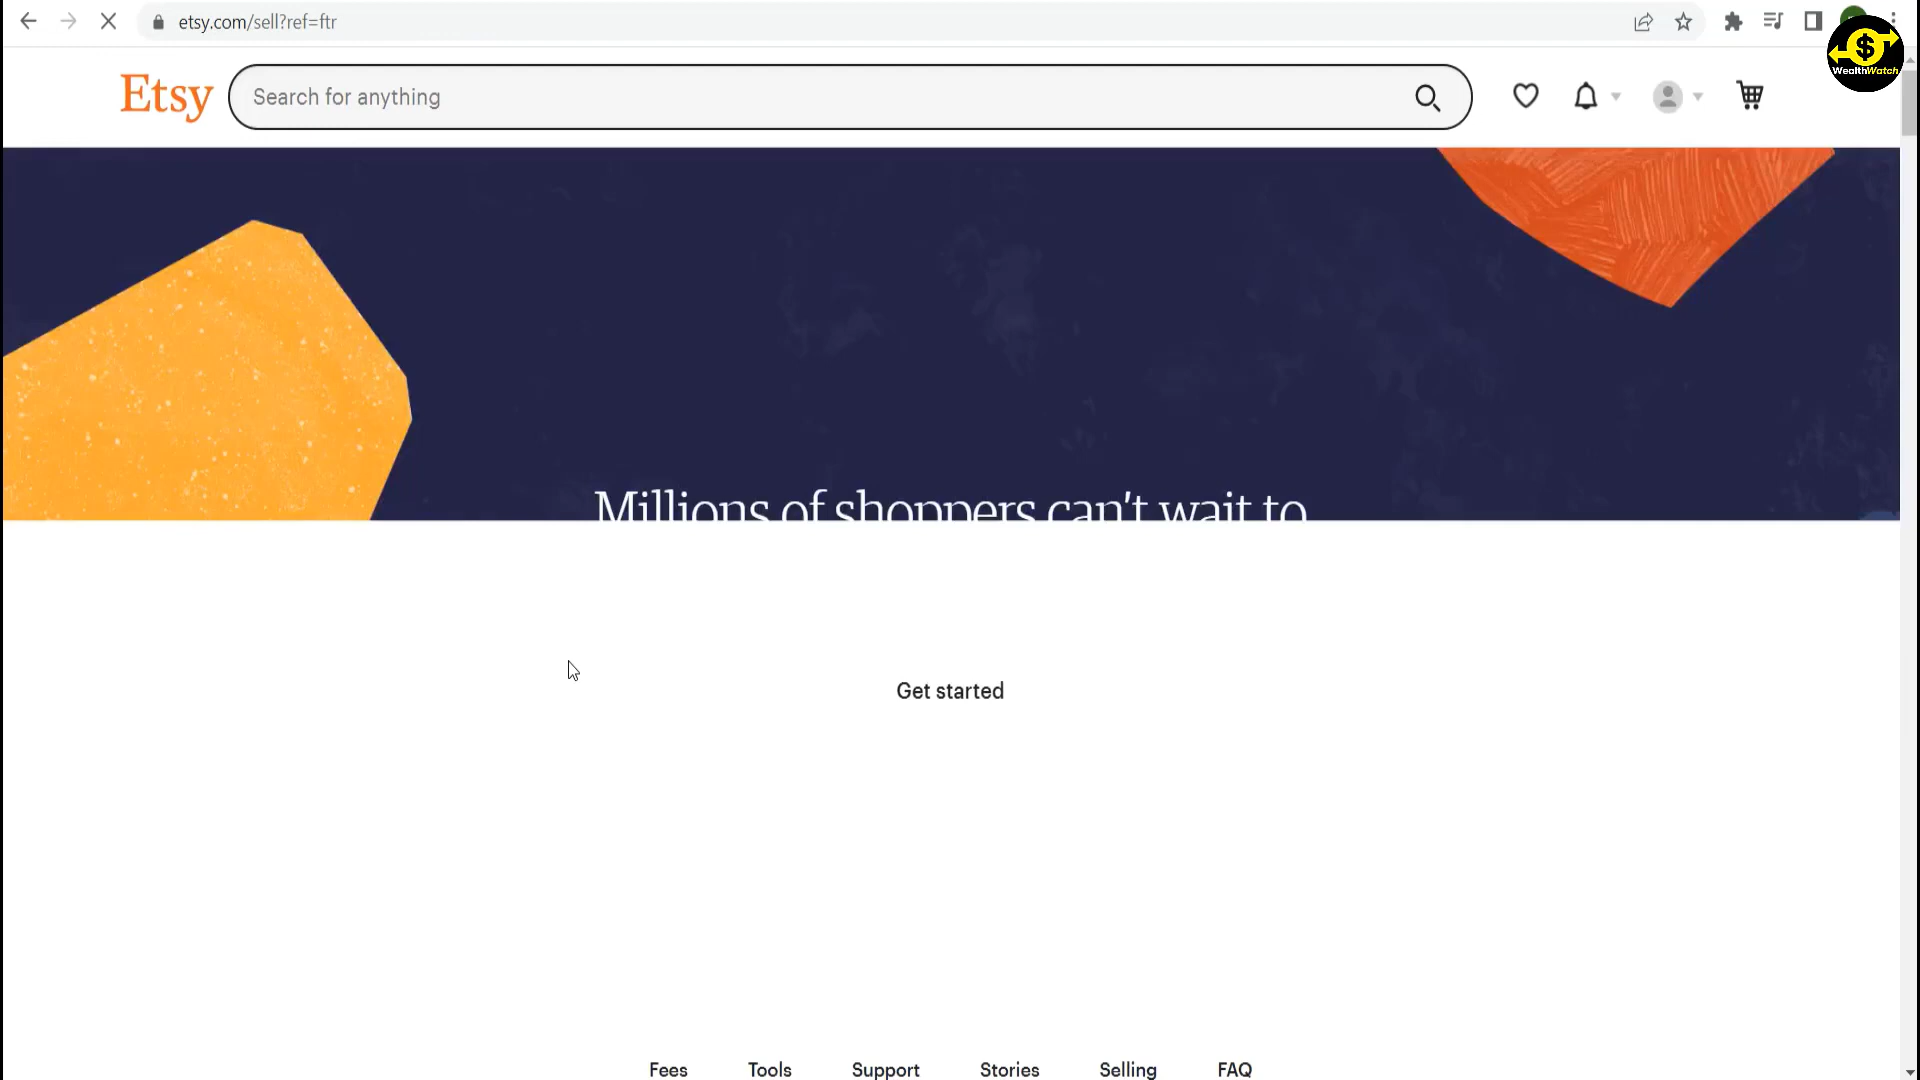 etsy.com/sell?ref=ftr
$
WealthWatch
Etsy
Search for anything
Millions of shoppers can't wait to
Get started
Fees
Tools
Support
Stories
Selling
FAQ